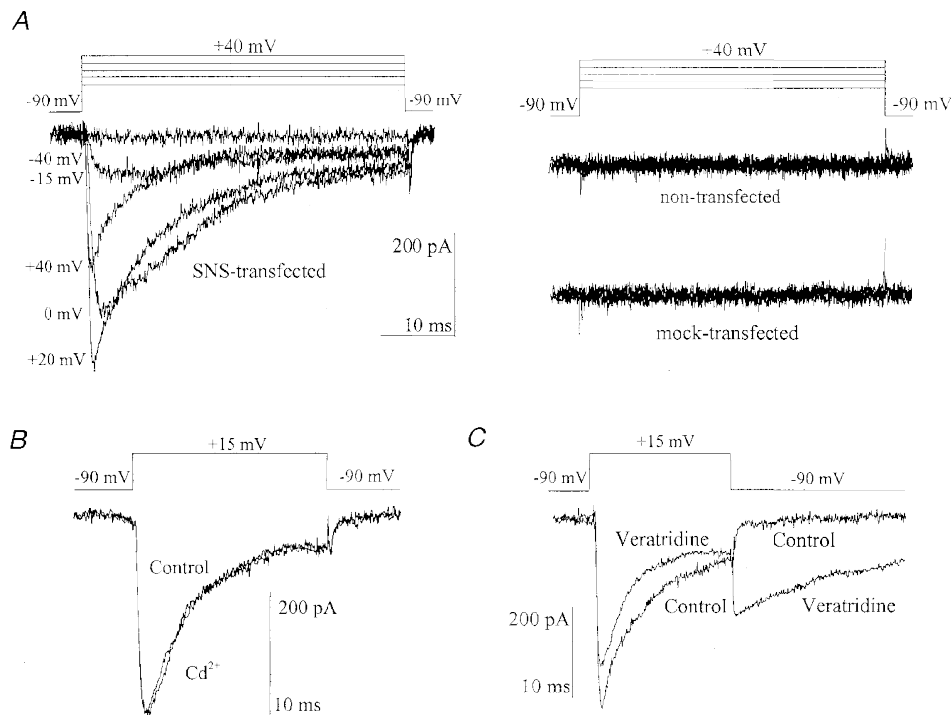 A
+40 mV
-90 mV
-90 mV
-40 mV
-15 mV
+40 mV
0 mV
+20 mV
SNS-transfected
200 pA
10 ms
+40 mV
-90 mV
-90 mV
non-transfected
mock-transfected
B
+15 mV
-90 mV
-90 mV
Control
Cd²⁺
200 pA
10 ms
C
+15 mV
-90 mV
-90 mV
Veratridine
Control
Control
Veratridine
200 pA
10 ms